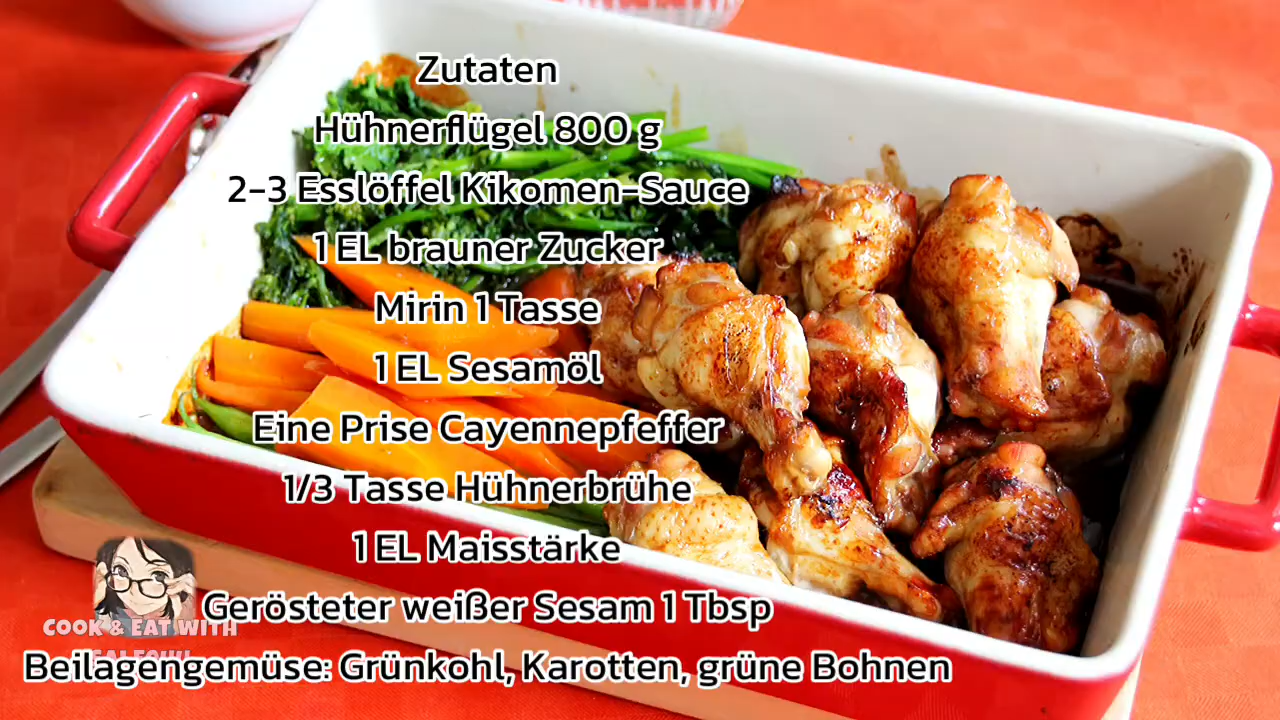 Zutaten
Hühnerflügel 800 g
2-3 Esslöffel Kikomen-Sauce
1 EL brauner Zucker
Mirin 1 Tasse
1 EL Sesamöl
Eine Prise Cayennepfeffer
1/3 Tasse Hühnerbrühe
1 EL Maisstärke
Gerösteter weißer Sesam 1 Tbsp
COOK & EAT WITH
Beilagengemüse: Grünkohl, Karotten, grüne Bohnen